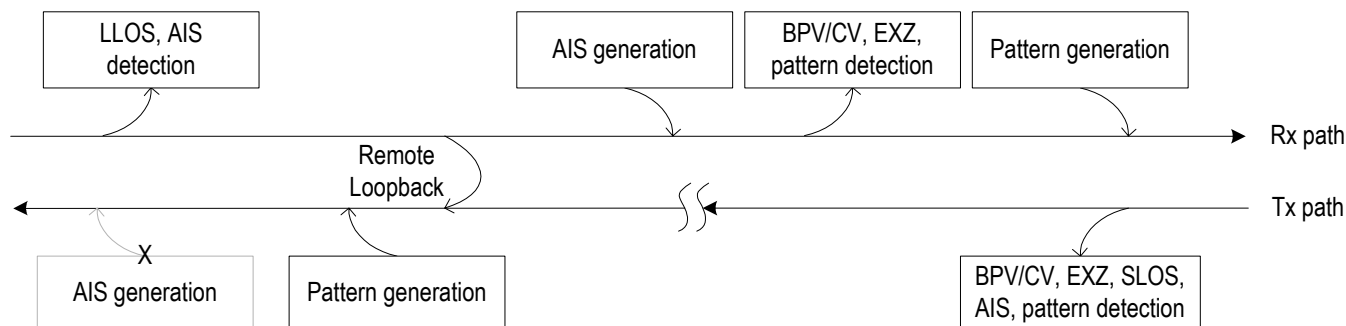 LLOS, AIS
detection
AIS generation
BPV/CV, EXZ,
pattern detection
Pattern generation
Rx path
Remote
Loopback
Tx path
X
AIS generation
Pattern generation
BPV/CV, EXZ, SLOS,
AIS, pattern detection